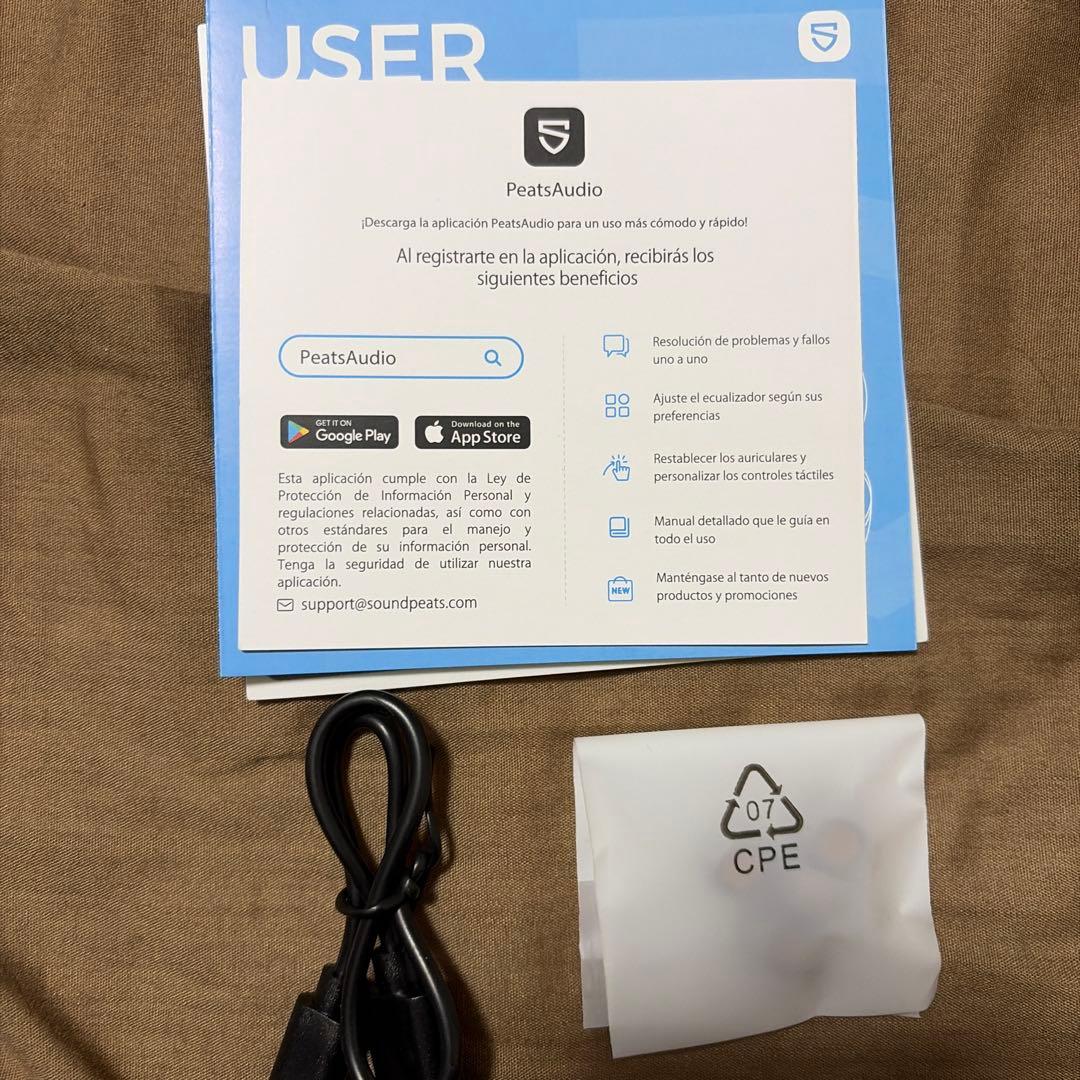 USER
PeatsAudio
¡Descarga la aplicación PeatsAudio para un uso más cómodo y rápido!
Al registrarte en la aplicación, recibirás los
siguientes beneficios
PeatsAudio
GET IT ON
Google Play
Download on the
App Store
Esta aplicación cumple con la Ley de
Protección de Información Personal y
regulaciones relacionadas, así como con
otros estándares para el manejo y
protección de su información personal.
Tenga la seguridad de utilizar nuestra
aplicación.
support@soundpeats.com
Resolución de problemas y fallos
uno a uno
Ajuste el ecualizador según sus
preferencias
Restablecer los auriculares y
personalizar los controles táctiles
Manual detallado que le guía en
todo el uso
NEW
Manténgase al tanto de nuevos
productos y promociones
07
CPE